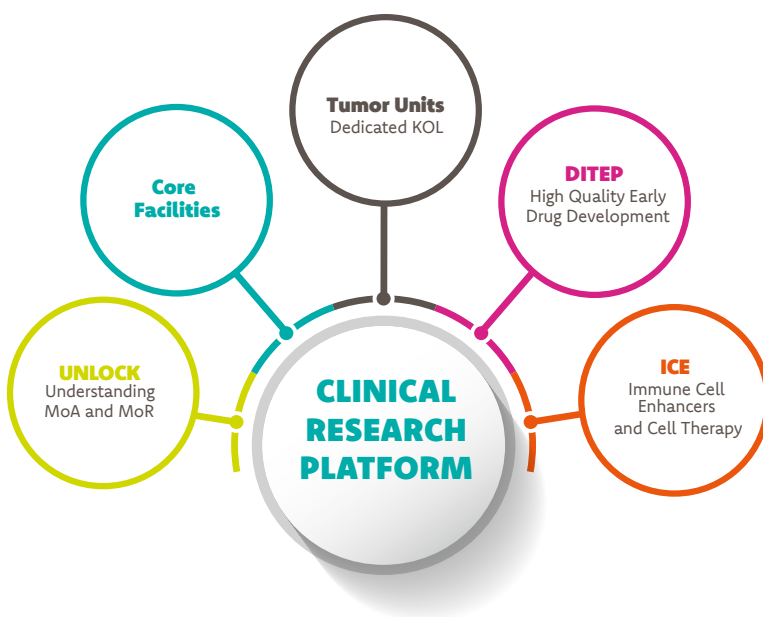 Tumor Units
Dedicated KOL
Core
Facilities
DITEP
High Quality Early
Drug Development
UNLOCK
Understanding
MoA and MoR
ICE
Immune Cell
Enhancers
and Cell Therapy
CLINICAL
RESEARCH
PLATFORM